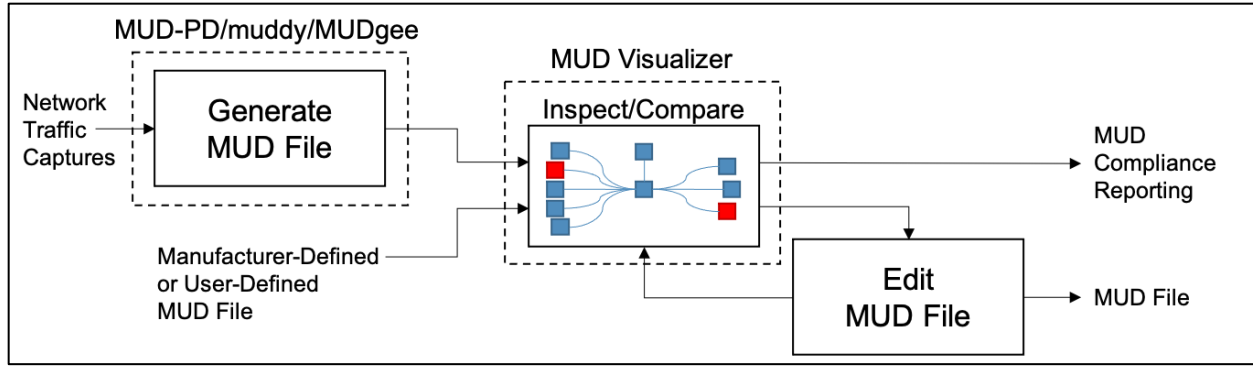 MUD-PD/muddy/MUDgee
Network
Traffic
Captures
Generate
MUD File
MUD Visualizer
Inspect/Compare
MUD
Compliance
Reporting
Manufacturer-Defined
or User-Defined
MUD File
Edit
MUD File
MUD File